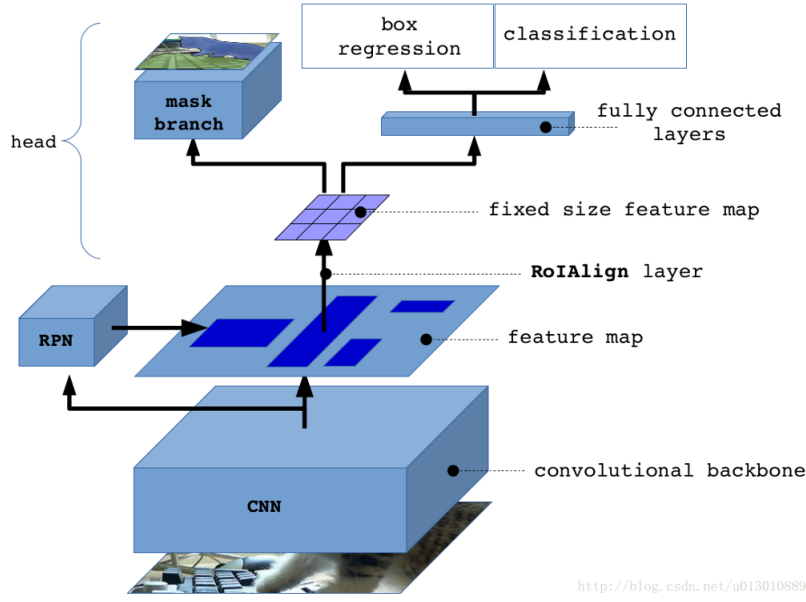 box
regression
classification
mask
branch
fully connected
layers
head
fixed size feature map
RoIAlign layer
RPN
feature map
convolutional backbone
CNN
http://blog.csdn.net/u013010889